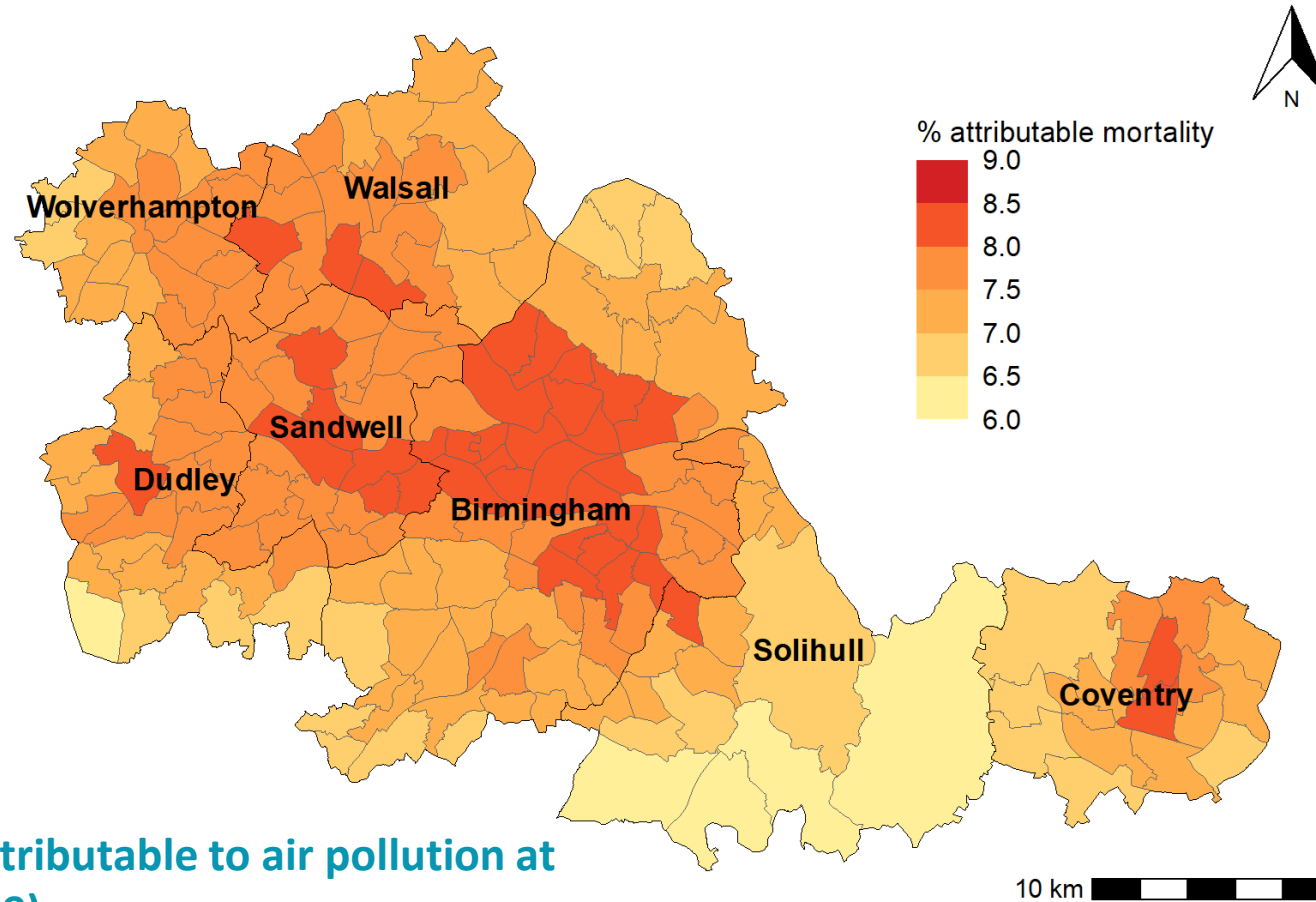 N
% attributable mortality
9.0
8.5
8.0
7.5
7.0
6.5
6.0
Walsall
Wolverhampton
Sandwell
Dudley
Birmingham
Solihull
Coventry
tributable to air pollution at
10 km